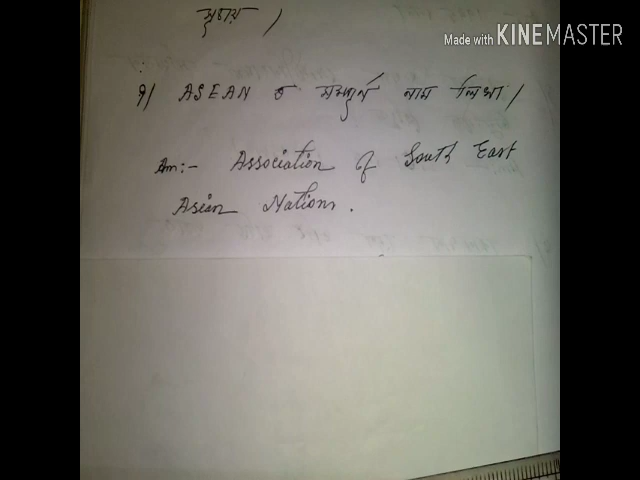 বুজায় /
Made with KINEMASTER
৭/ ASEAN ৰ সম্পূৰ্ণ নাম লিখা /
Ans:- Association of South East
Asian Nations.